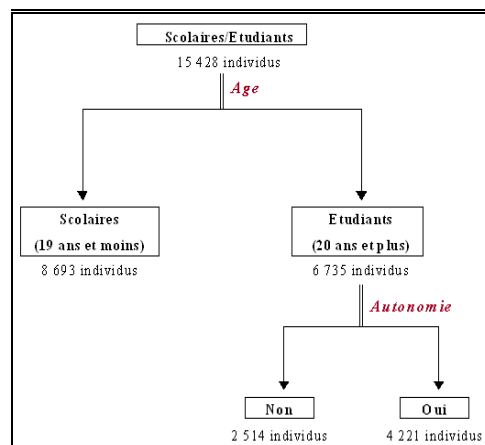 Scolaires/Etudiants
15 428 individus
Age
Scolaires
(19 ans et moins)
8 693 individus
Etudiants
(20 ans et plus)
6 735 individus
Autonomie
Non
2 514 individus
Oui
4 221 individus